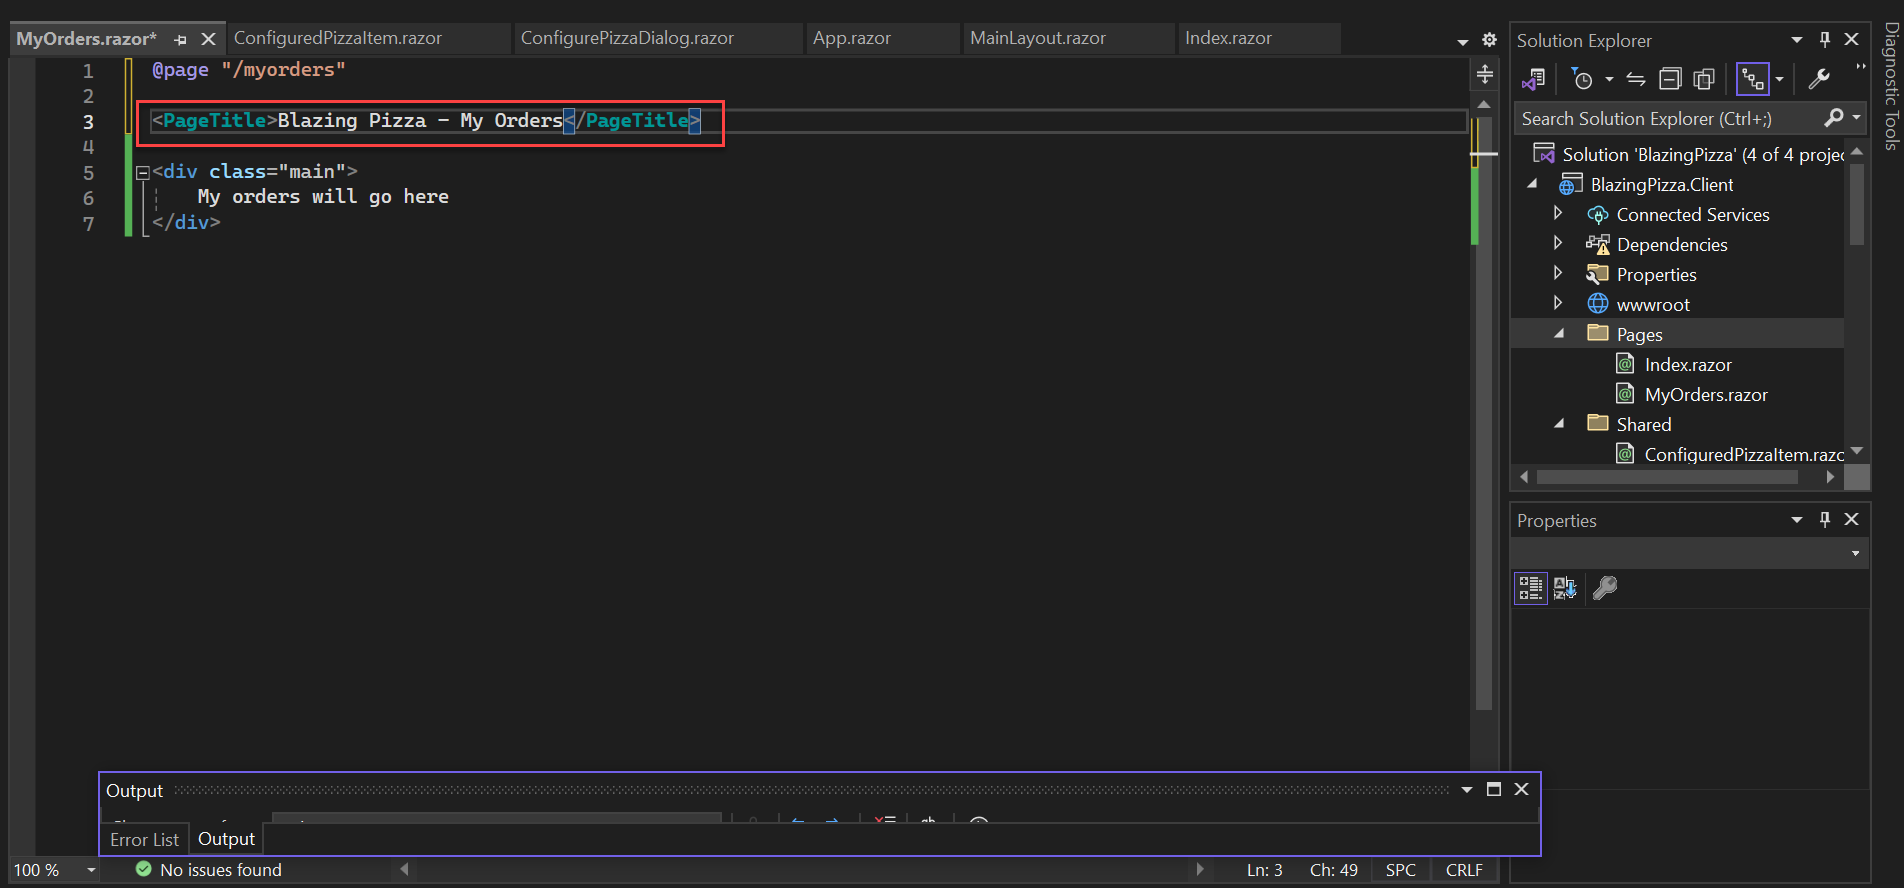 MyOrders.razor*
ConfiguredPizzaItem.razor
ConfigurePizzaDialog.razor
App.razor
MainLayout.razor
Index.razor
1 @page "/myorders"
2
3 <PageTitle>Blazing Pizza - My Orders</PageTitle>
4
5 <div class="main">
6 My orders will go here
7 </div>
Output
Error List
Output
100 %
No issues found
Ln: 3
Ch: 49
SPC
CRLF
Solution Explorer
Search Solution Explorer (Ctrl+;)
Solution 'BlazingPizza' (4 of 4 projec
BlazingPizza.Client
Connected Services
Dependencies
Properties
wwwroot
Pages
Index.razor
MyOrders.razor
Shared
ConfiguredPizzaItem.razo
Properties
Diagnostic Tools